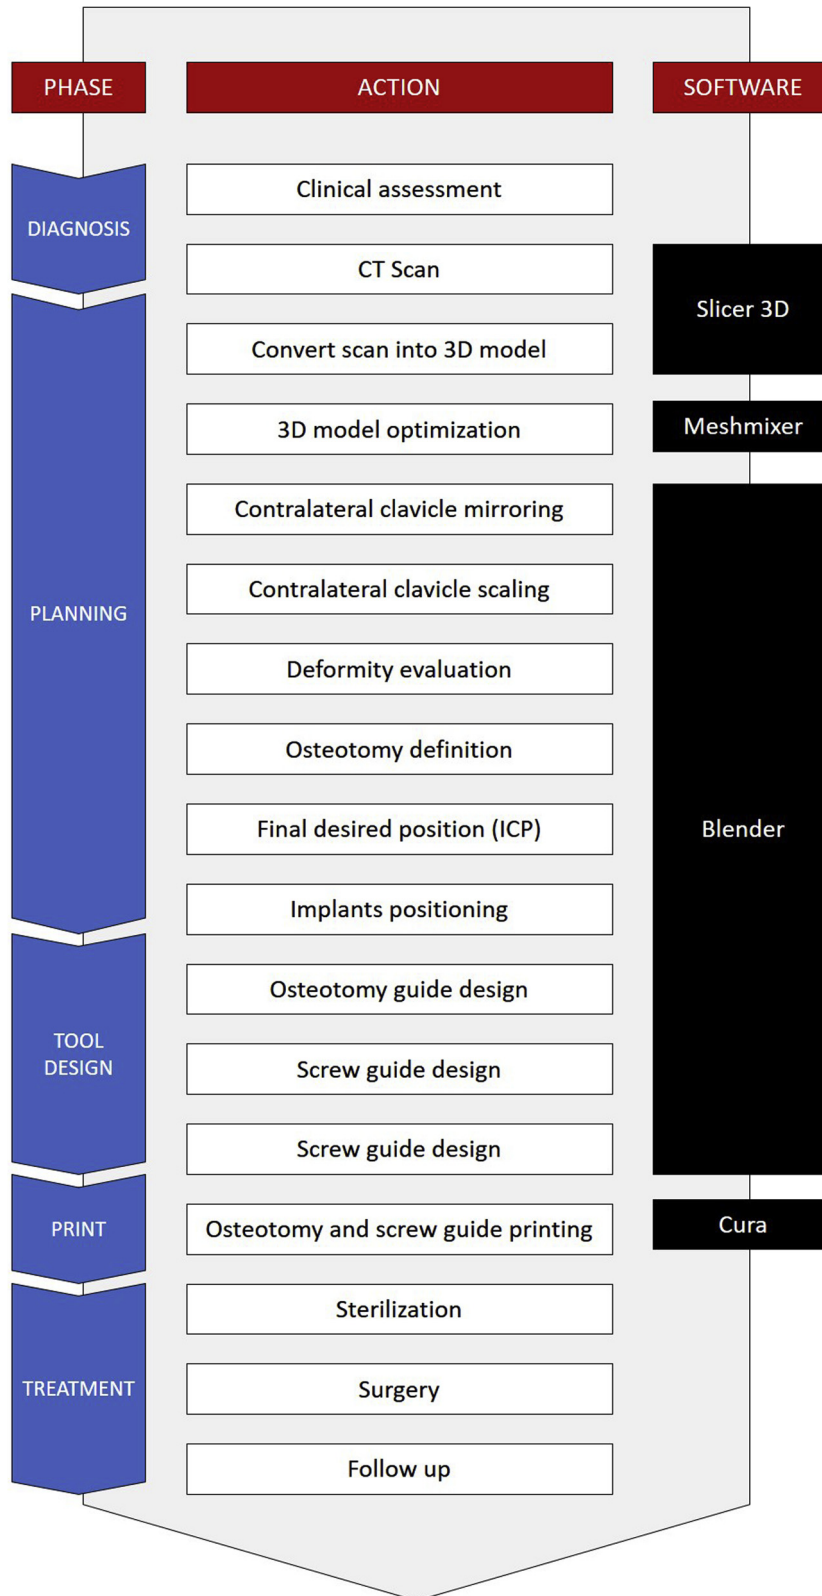 PHASE
ACTION
SOFTWARE
Clinical assessment
DIAGNOSIS
CT Scan
Slicer 3D
Convert scan into 3D model
3D model optimization
Meshmixer
Contralateral clavicle mirroring
Contralateral clavicle scaling
PLANNING
Deformity evaluation
Osteotomy definition
Final desired position (ICP)
Blender
Implants positioning
Osteotomy guide design
TOOL
DESIGN
Screw guide design
Screw guide design
PRINT
Osteotomy and screw guide printing
Cura
Sterilization
TREATMENT
Surgery
Follow up